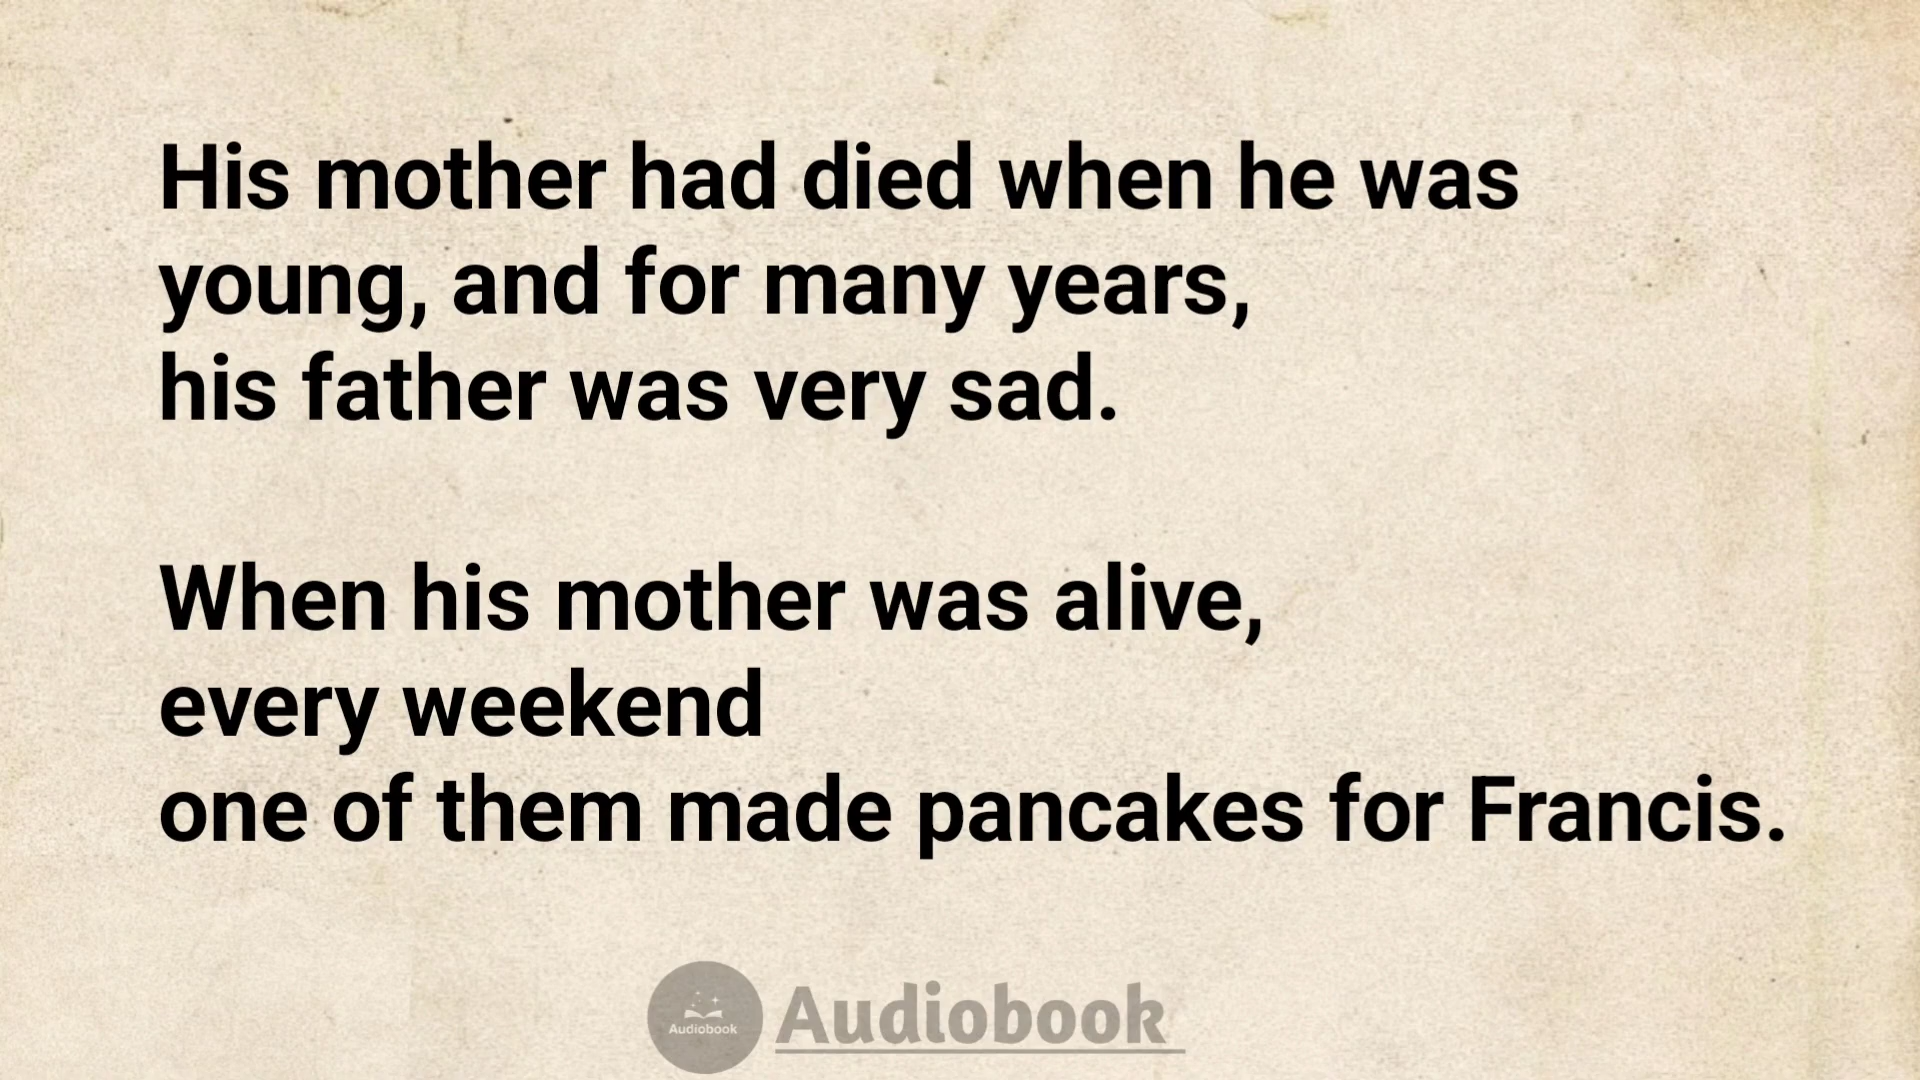 His mother had died when he was
young, and for many years,
his father was very sad.
When his mother was alive,
every weekend
one of them made pancakes for Francis.
Audiobook
Audiobook